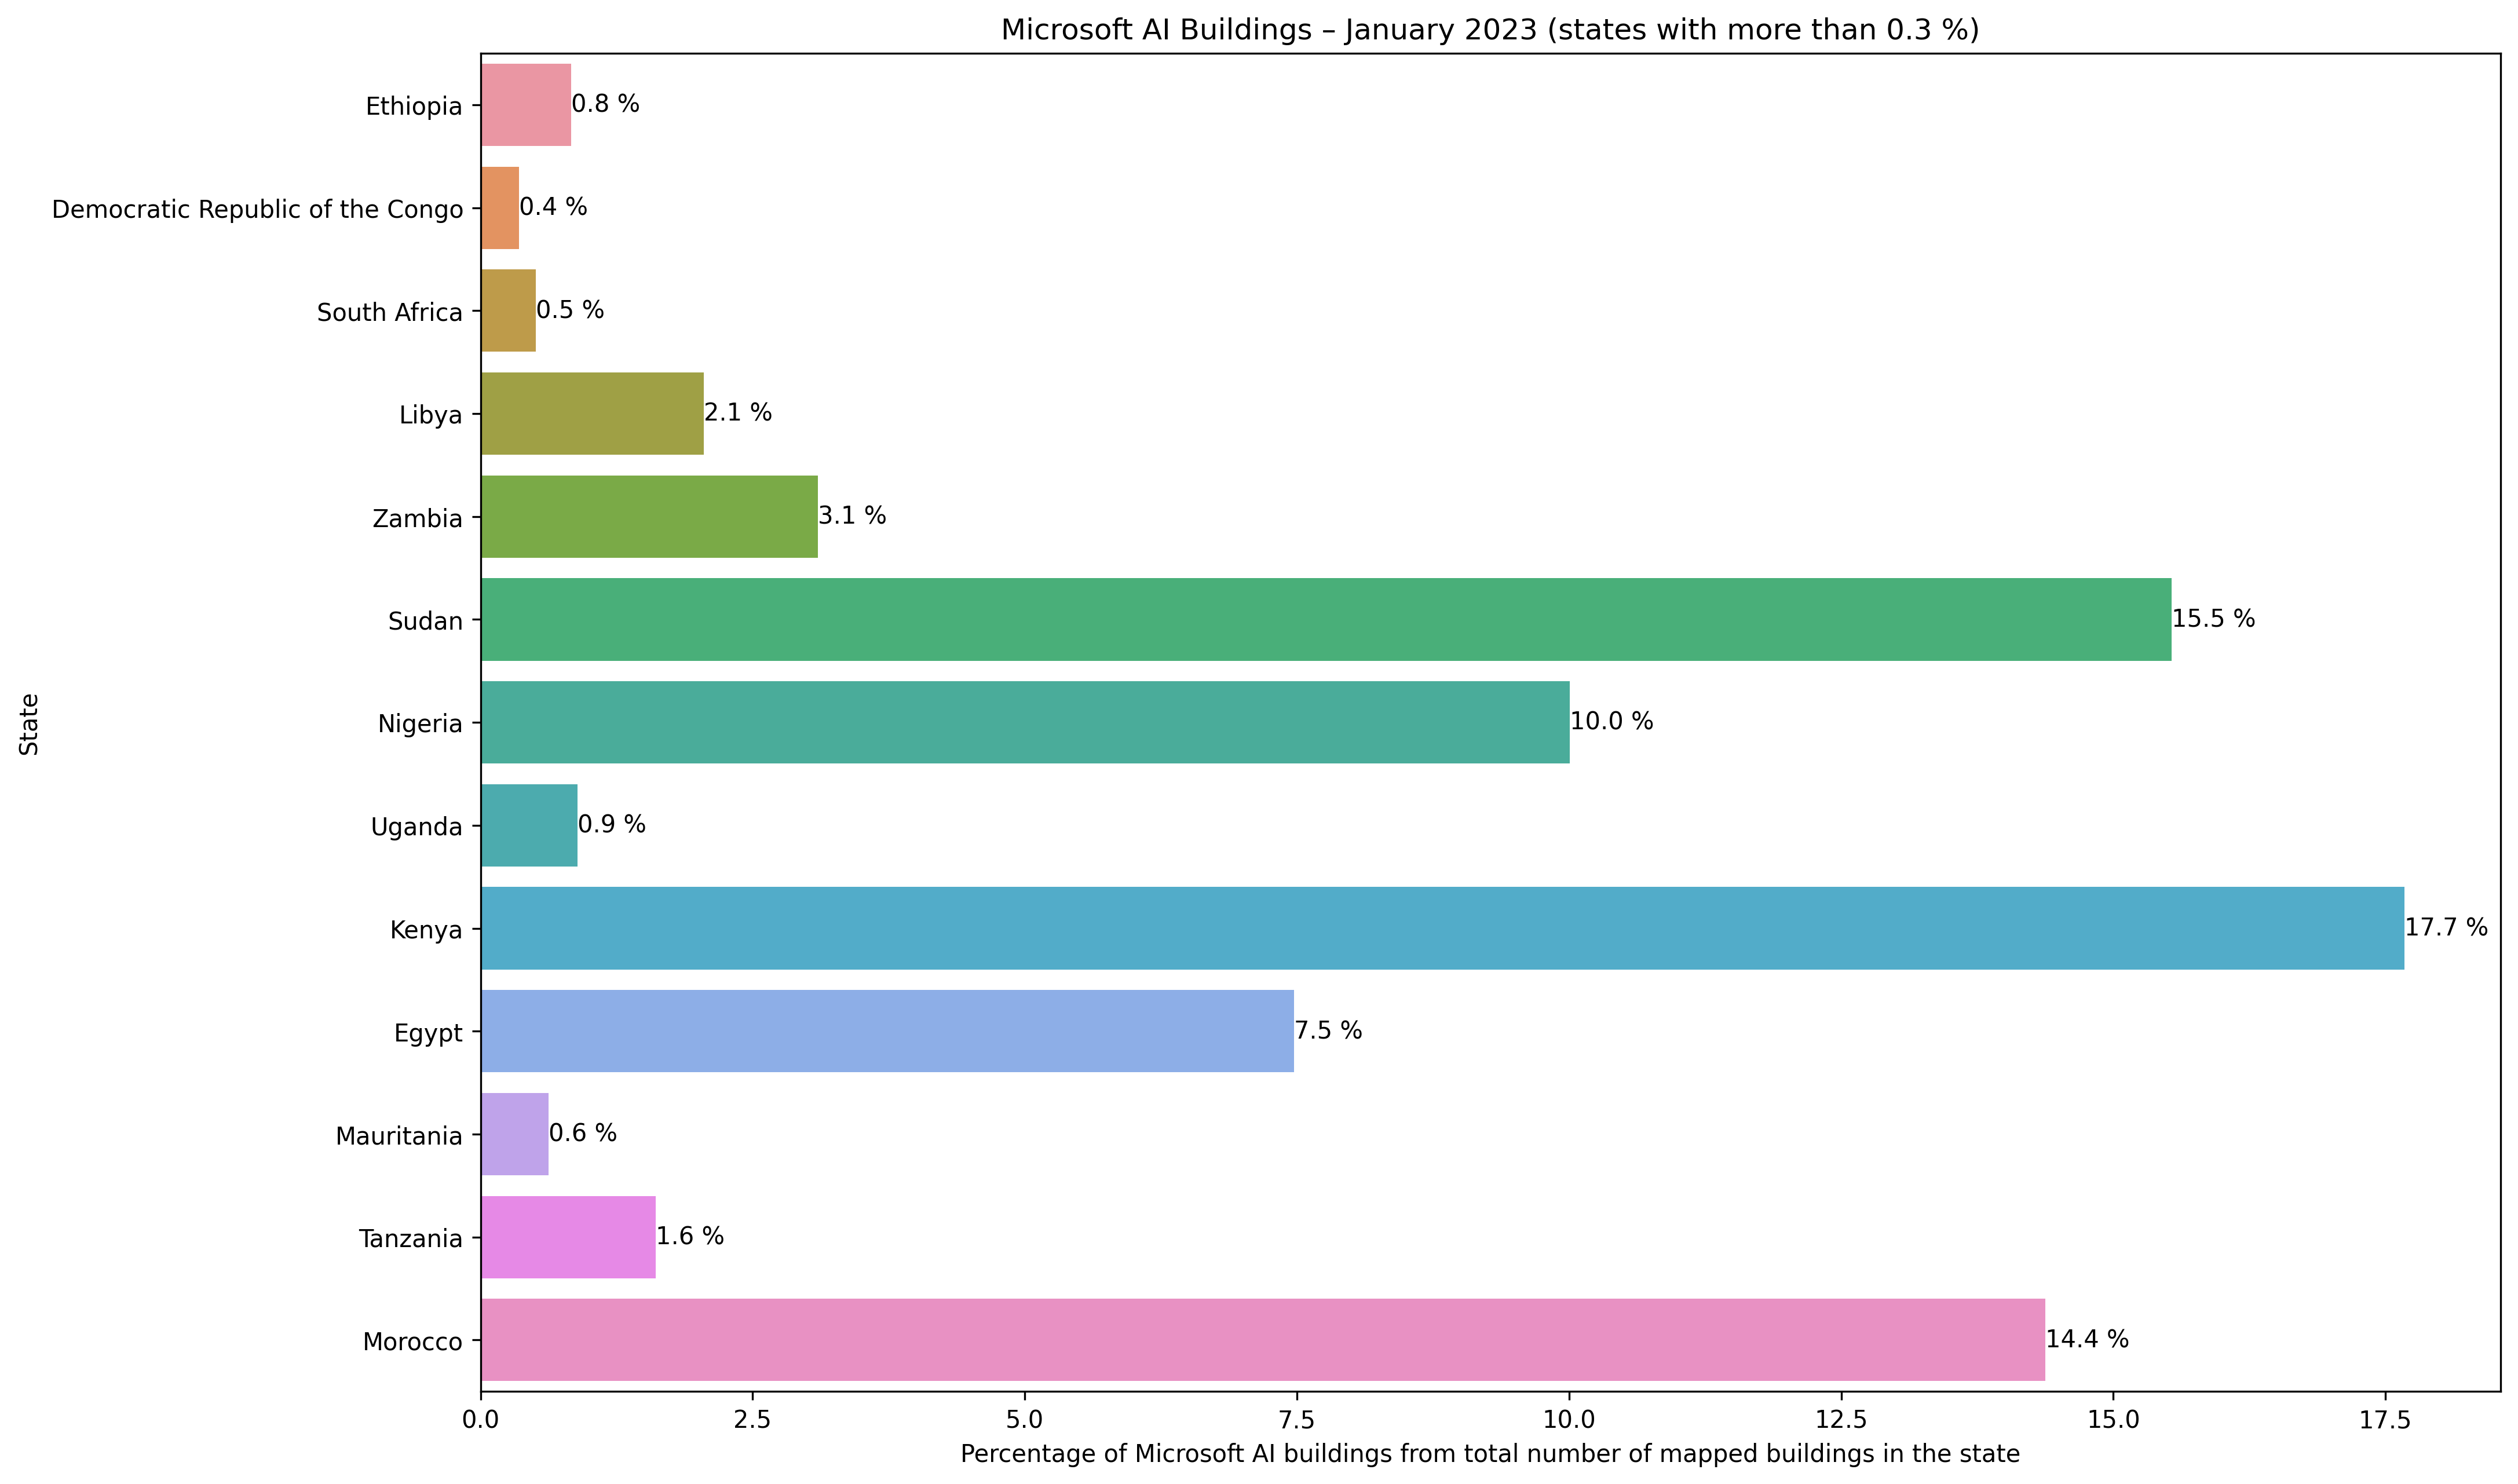 Microsoft AI Buildings – January 2023 (states with more than 0.3 %)
State
Ethiopia 0.8 %
Democratic Republic of the Congo 0.4 %
South Africa 0.5 %
Libya 2.1 %
Zambia 3.1 %
Sudan 15.5 %
Nigeria 10.0 %
Uganda 0.9 %
Kenya 17.7 %
Egypt 7.5 %
Mauritania 0.6 %
Tanzania 1.6 %
Morocco 14.4 %
0.0 2.5 5.0 7.5 10.0 12.5 15.0 17.5
Percentage of Microsoft AI buildings from total number of mapped buildings in the state